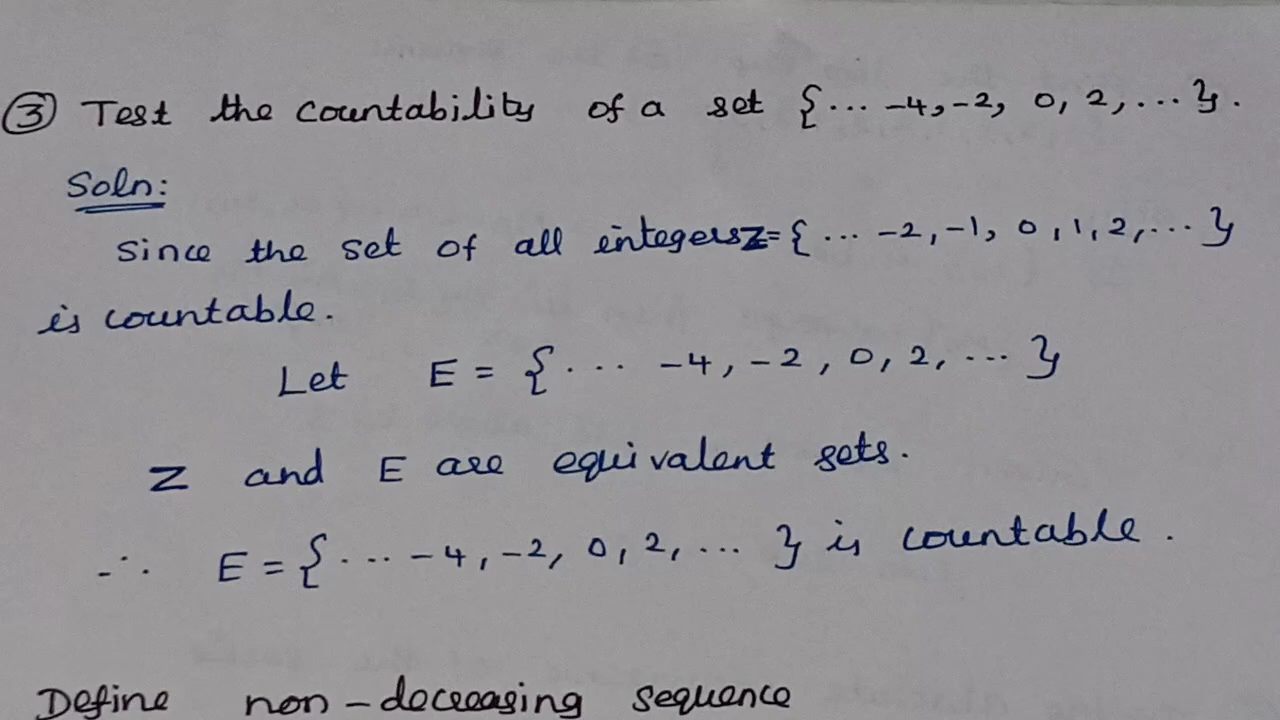 ③ Test the countability of a set {... -4, -2, 0, 2, ... }.
Soln:
Since the set of all integers Z = { ... -2, -1, 0, 1, 2, ... }
is countable.
Let E = { ... -4, -2, 0, 2, ... }
Z and E are equivalent sets.
∴ E = { ... -4, -2, 0, 2, ... } is countable.
Define non-decreasing sequence